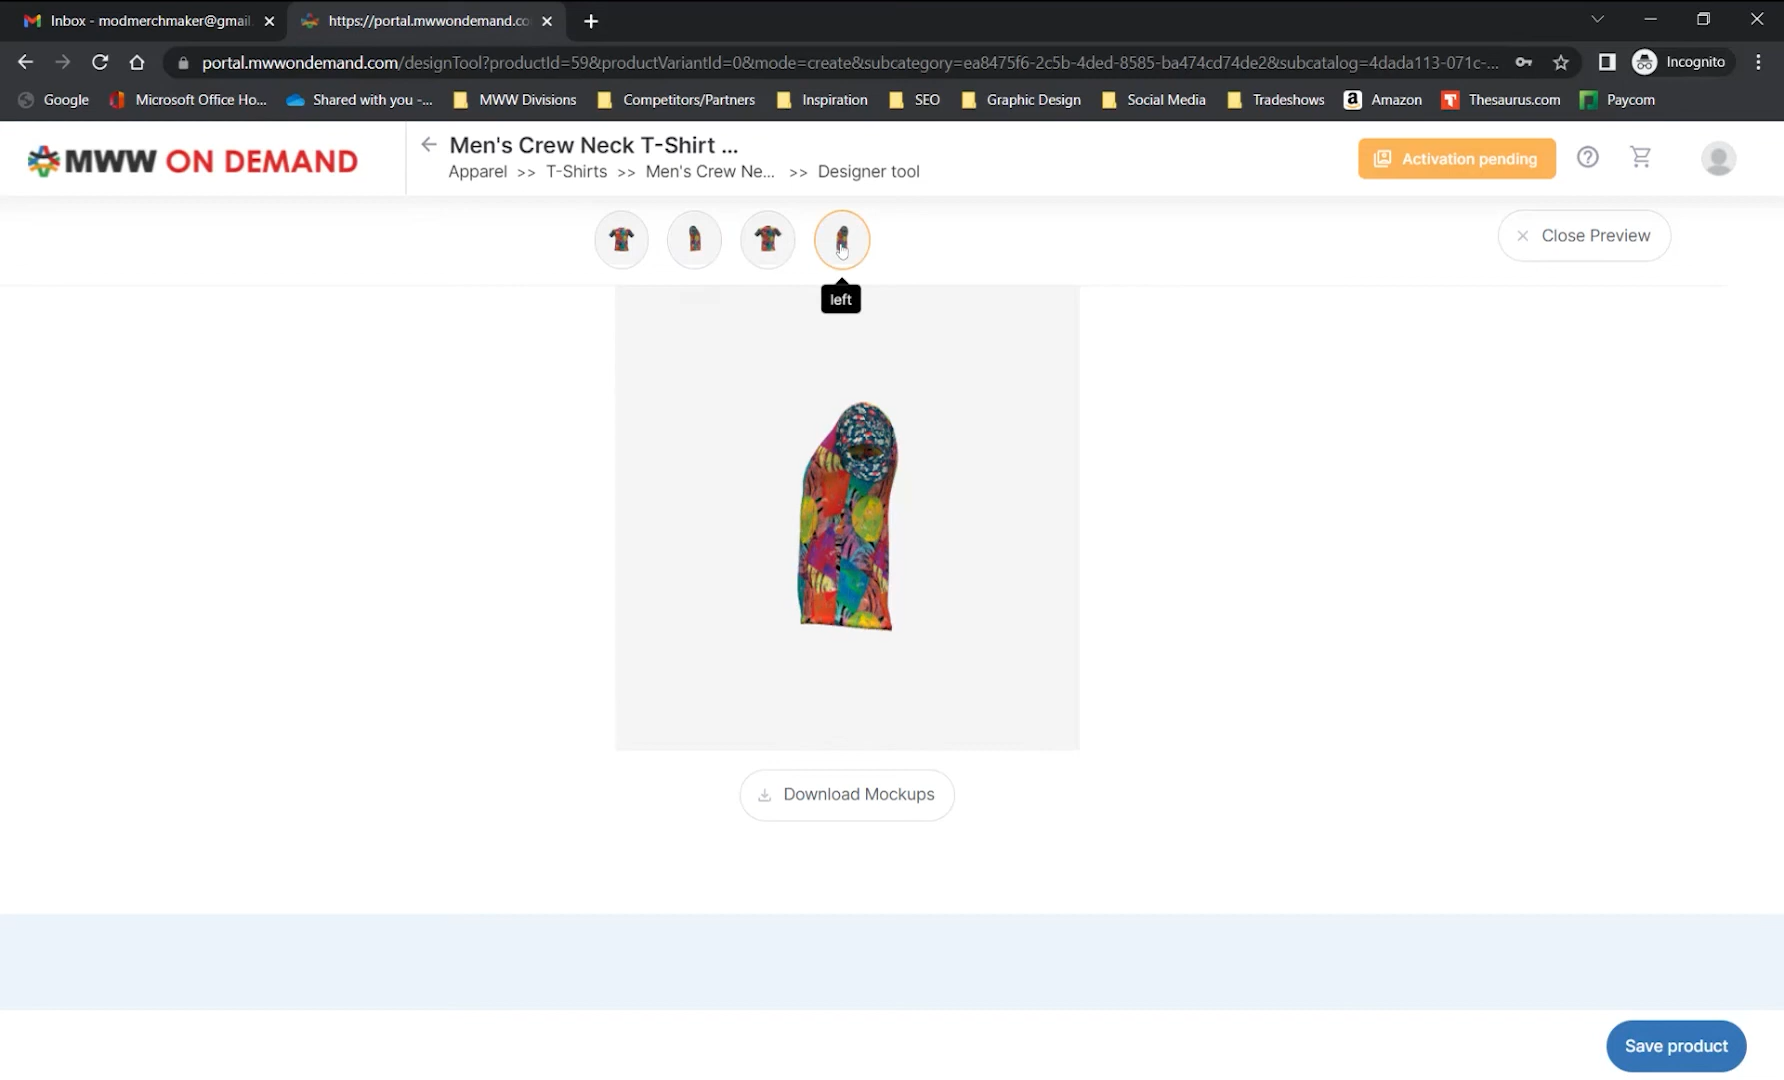 Inbox - modmerchmaker@gmail.
https://portal.mwwondemand.co
portal.mwwondemand.com/designTool?productId=59&productVariantId=0&mode=create&subcategory=ea8475f6-2c5b-4ded-8585-ba474cd74de2&subcatalog=4dada113-071c-...
Incognito
Google
Microsoft Office Ho...
Shared with you -...
MWW Divisions
Competitors/Partners
Inspiration
SEO
Graphic Design
Social Media
Tradeshows
Amazon
Thesaurus.com
Paycom
MWW ON DEMAND
Men's Crew Neck T-Shirt ...
Apparel >> T-Shirts >> Men's Crew Ne... >> Designer tool
Activation pending
Close Preview
left
Download Mockups
Save product